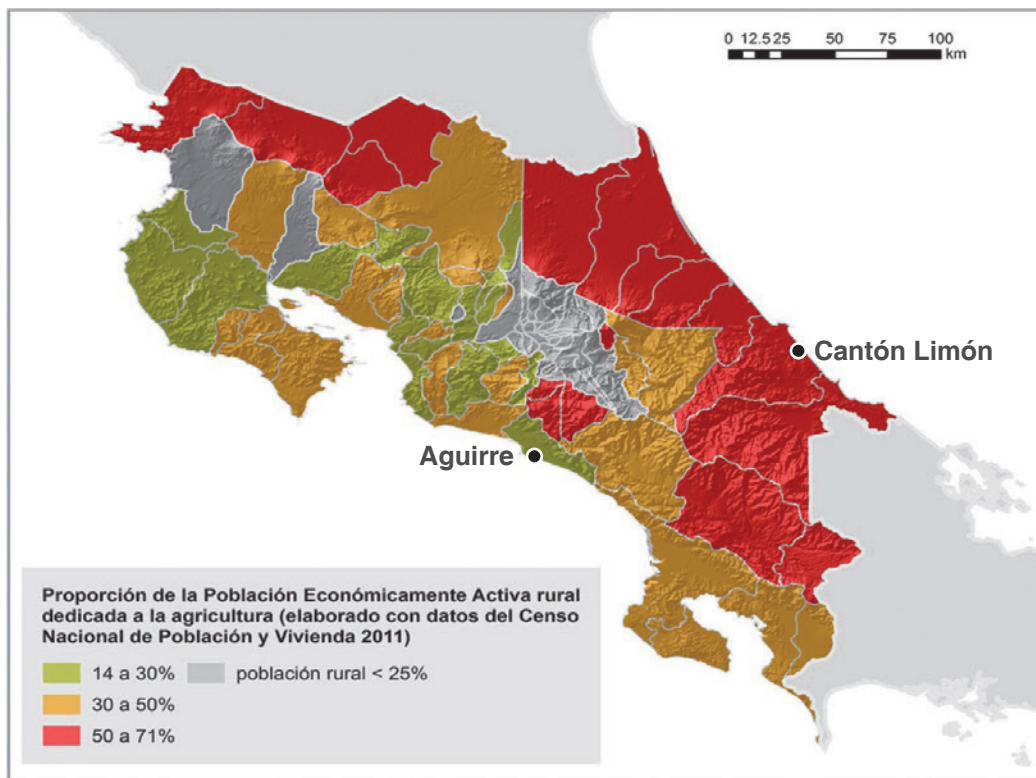 0 12.5 25 50 75 100
km
Cantón Limón
Aguirre
Proporción de la Población Económicamente Activa rural
dedicada a la agricultura (elaborado con datos del Censo
Nacional de Población y Vivienda 2011)
14 a 30% población rural < 25%
30 a 50%
50 a 71%